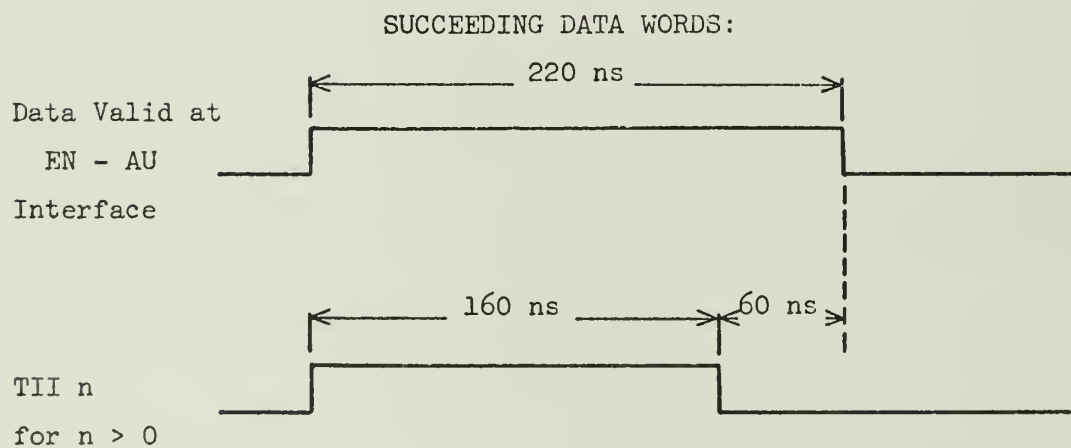 SUCCEEDING DATA WORDS:
220 ns
Data Valid at
EN - AU
Interface
160 ns
60 ns
TII n
for n > 0